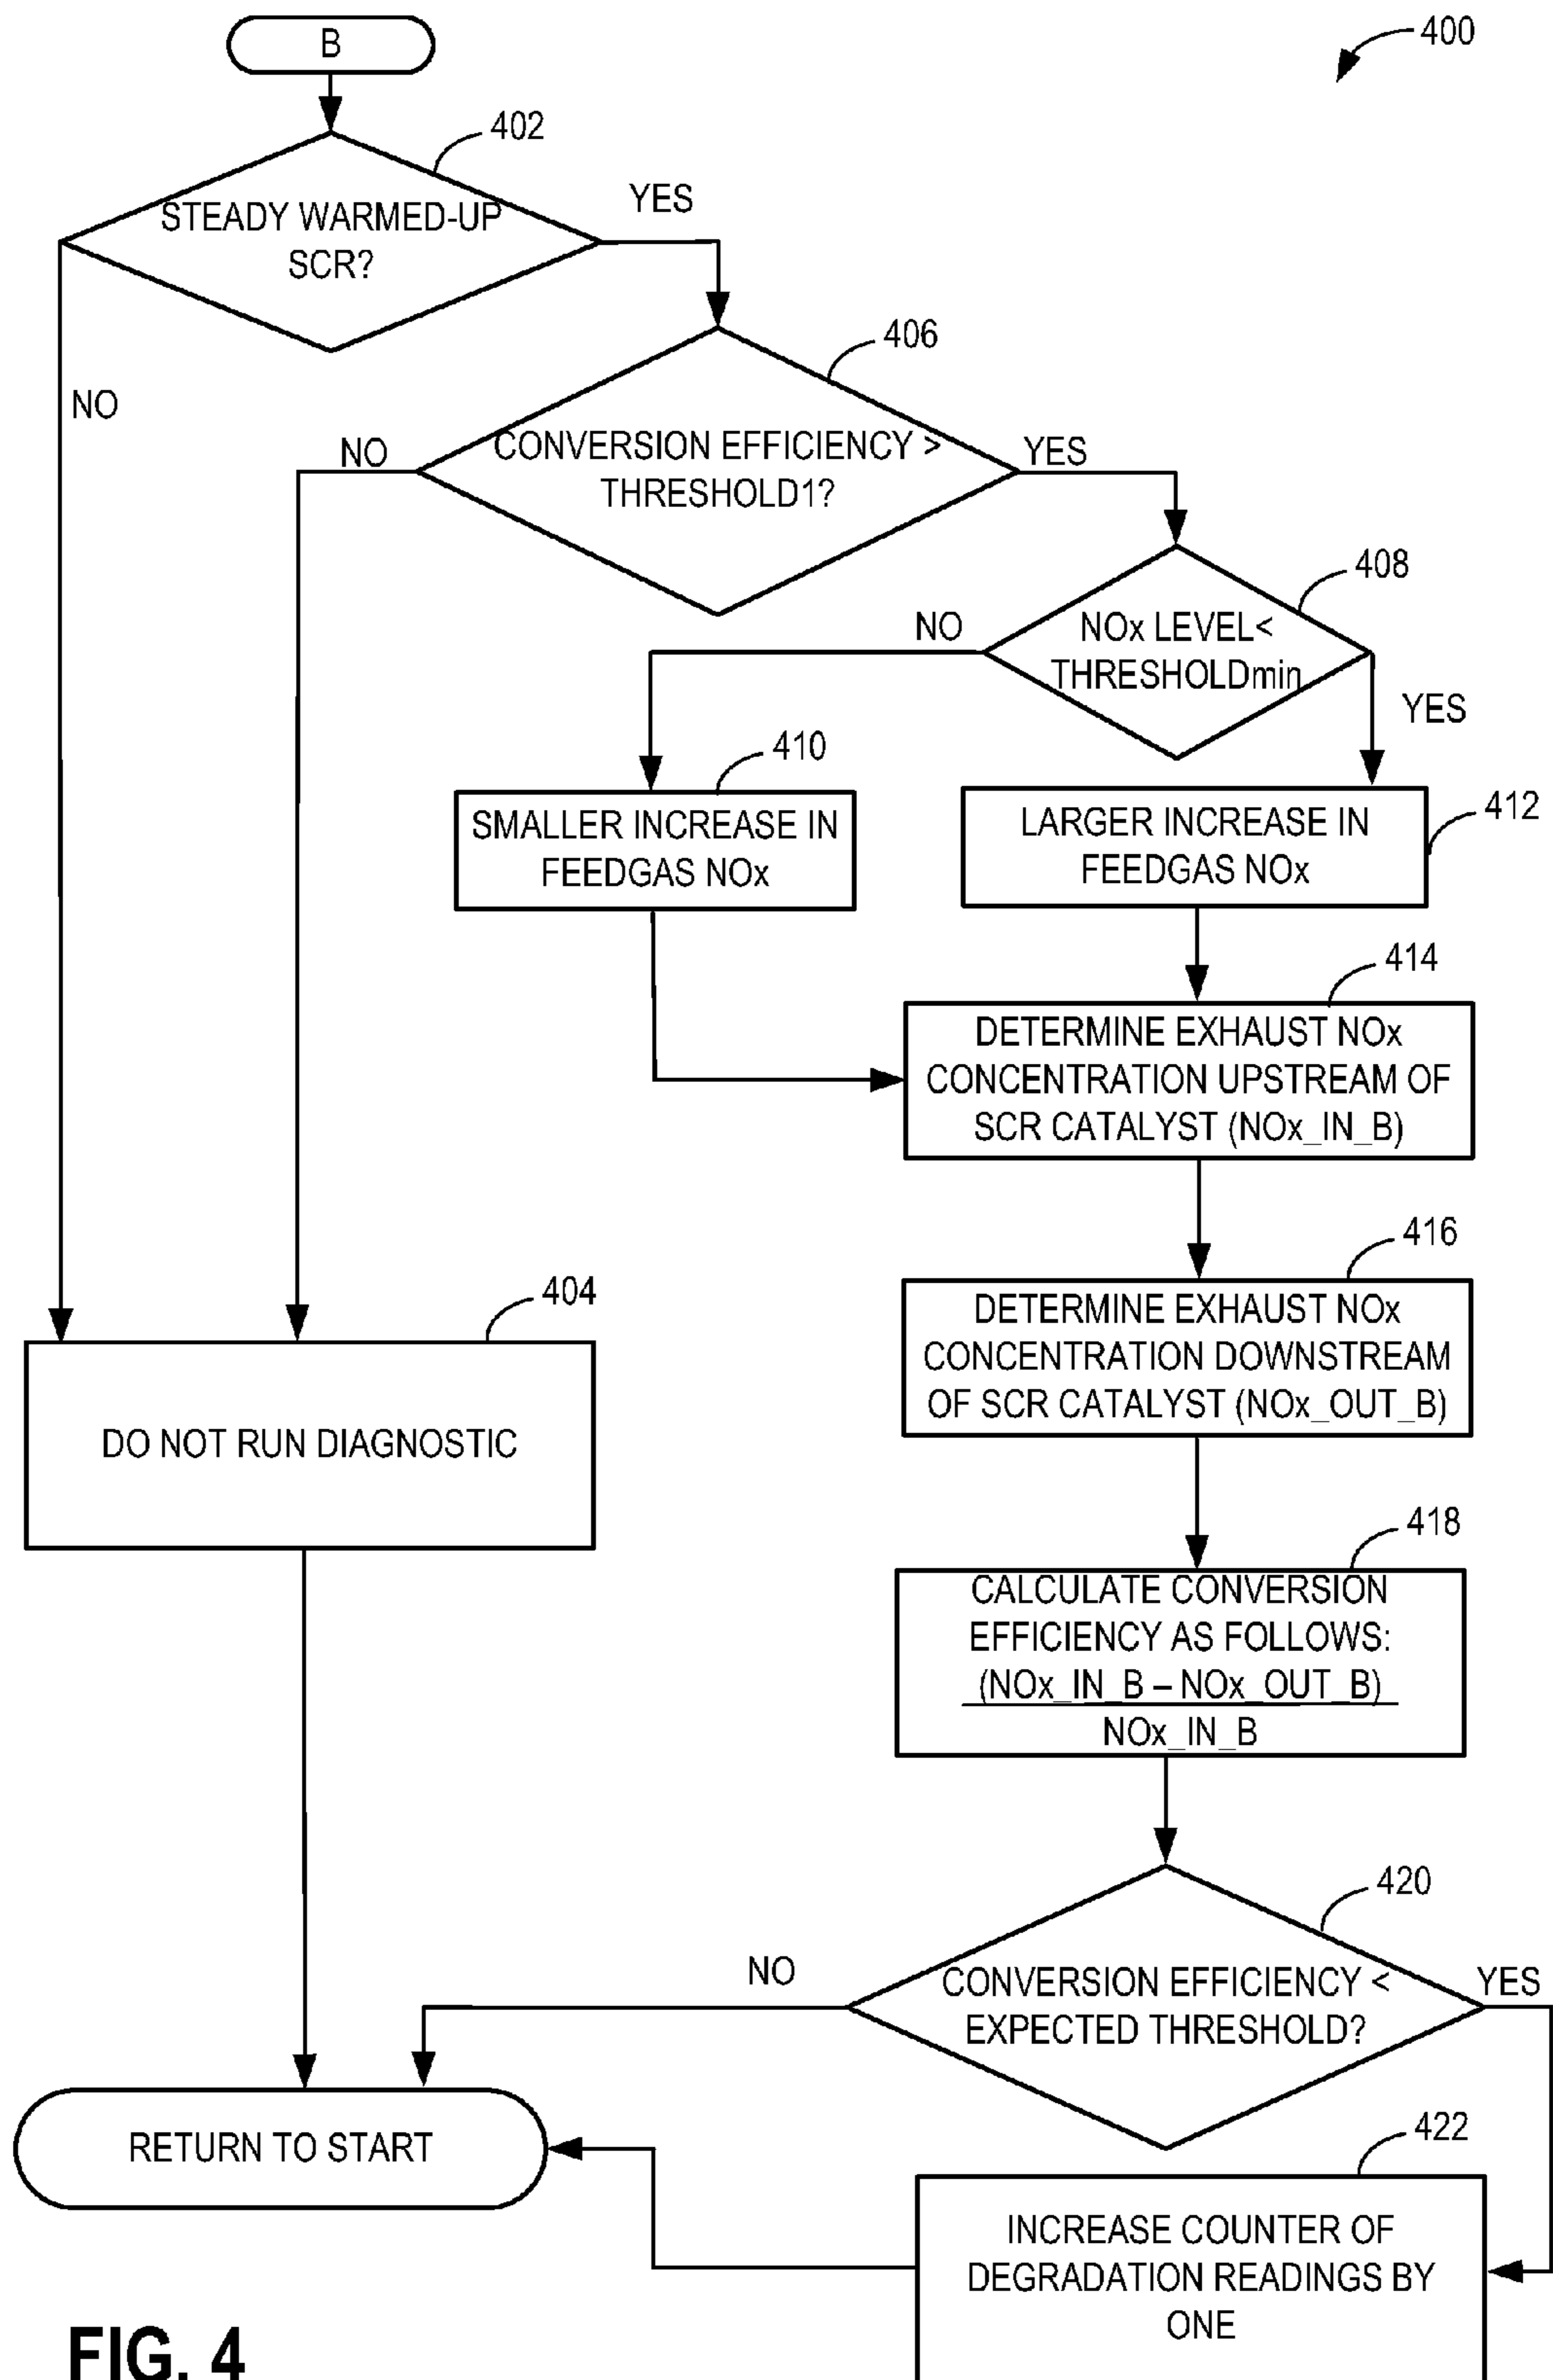 B
400
402
STEADY WARMED-UP
SCR?
YES
NO
406
CONVERSION EFFICIENCY >
THRESHOLD1?
NO
YES
408
NOx LEVEL<
THRESHOLDmin
NO
YES
410
SMALLER INCREASE IN
FEEDGAS NOx
412
LARGER INCREASE IN
FEEDGAS NOx
414
DETERMINE EXHAUST NOx
CONCENTRATION UPSTREAM OF
SCR CATALYST (NOx_IN_B)
416
DETERMINE EXHAUST NOx
CONCENTRATION DOWNSTREAM
OF SCR CATALYST (NOx_OUT_B)
404
DO NOT RUN DIAGNOSTIC
418
CALCULATE CONVERSION
EFFICIENCY AS FOLLOWS:
(NOx_IN_B – NOx_OUT_B)
NOx_IN_B
420
CONVERSION EFFICIENCY <
EXPECTED THRESHOLD?
NO
YES
RETURN TO START
422
INCREASE COUNTER OF
DEGRADATION READINGS BY
ONE
FIG. 4